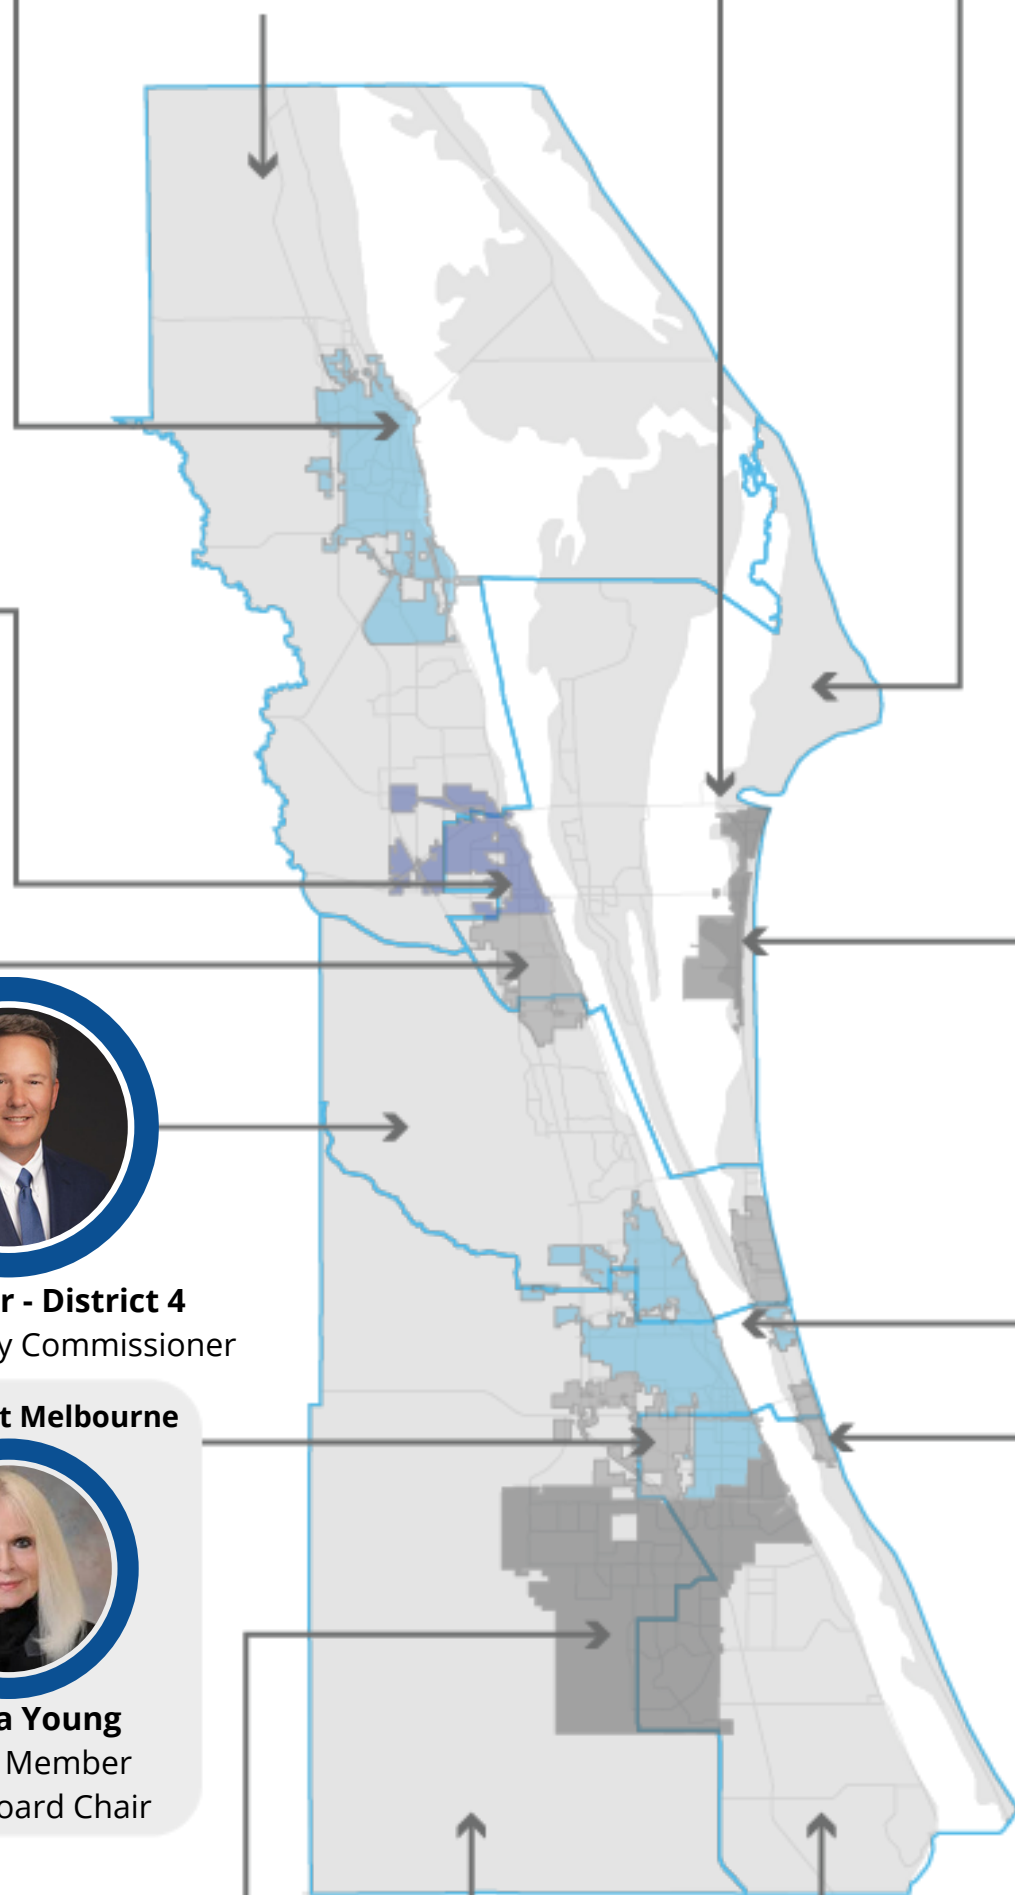 r - District 4
y Commissioner
t Melbourne
a Young
Member
oard Chair